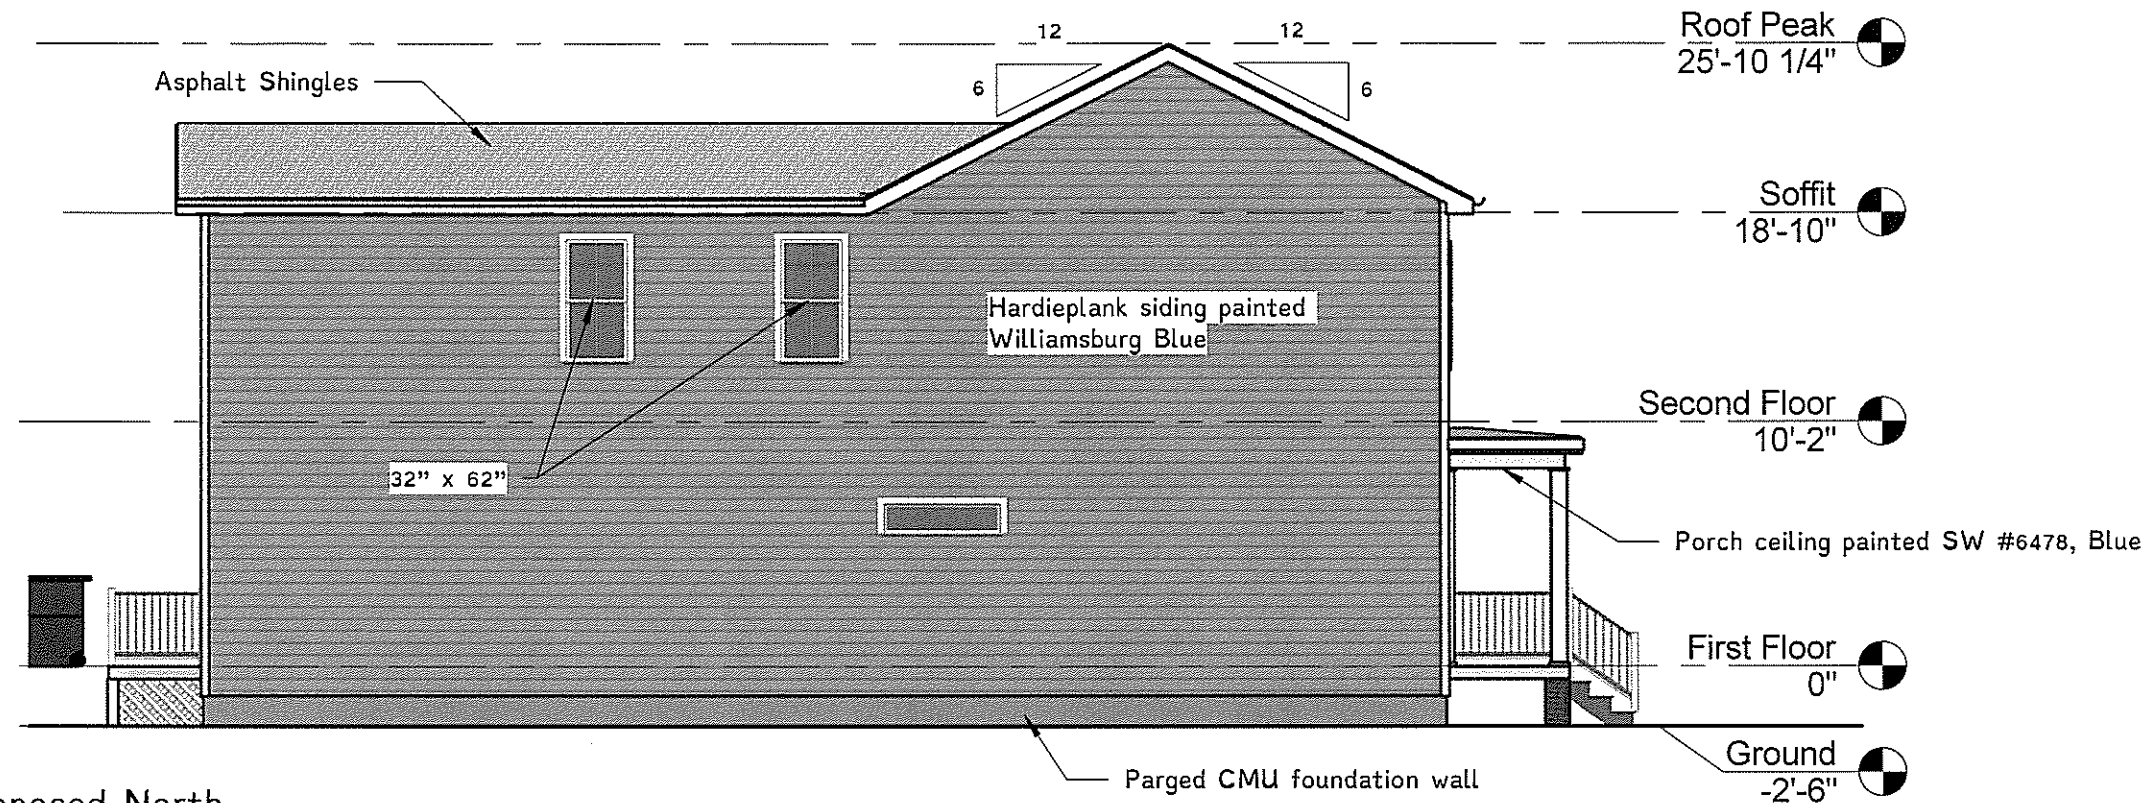 12
12
Roof Peak
25'-10 1/4"
Asphalt Shingles
6
6
Soffit
18'-10"
Hardieplank siding painted
Williamsburg Blue
Second Floor
10'-2"
32" x 62"
Porch ceiling painted SW #6478, Blue
First Floor
0"
Ground
-2'-6"
Parged CMU foundation wall
North